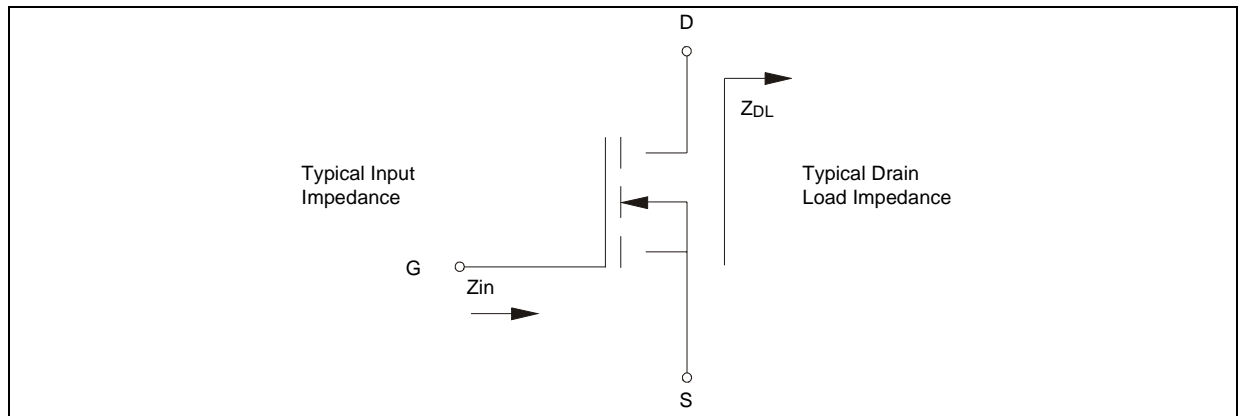 D
ZDL
Typical Input
Impedance
Typical Drain
Load Impedance
G
Zin
S